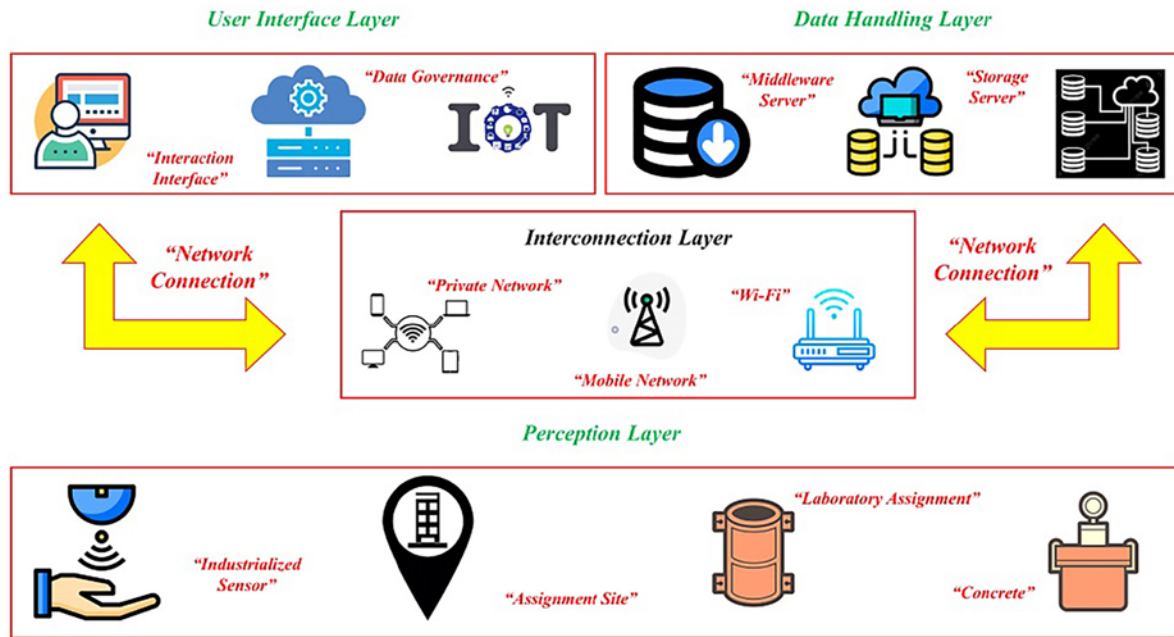 User Interface Layer
Data Handling Layer
“Data Governance”
IOT
“Interaction
Interface”
“Middleware
Server”
“Storage
Server”
“Network
Connection”
Interconnection Layer
“Private Network”
“Mobile Network”
“Wi-Fi”
“Network
Connection”
Perception Layer
“Industrialized
Sensor”
“Assignment Site”
“Laboratory Assignment”
“Concrete”